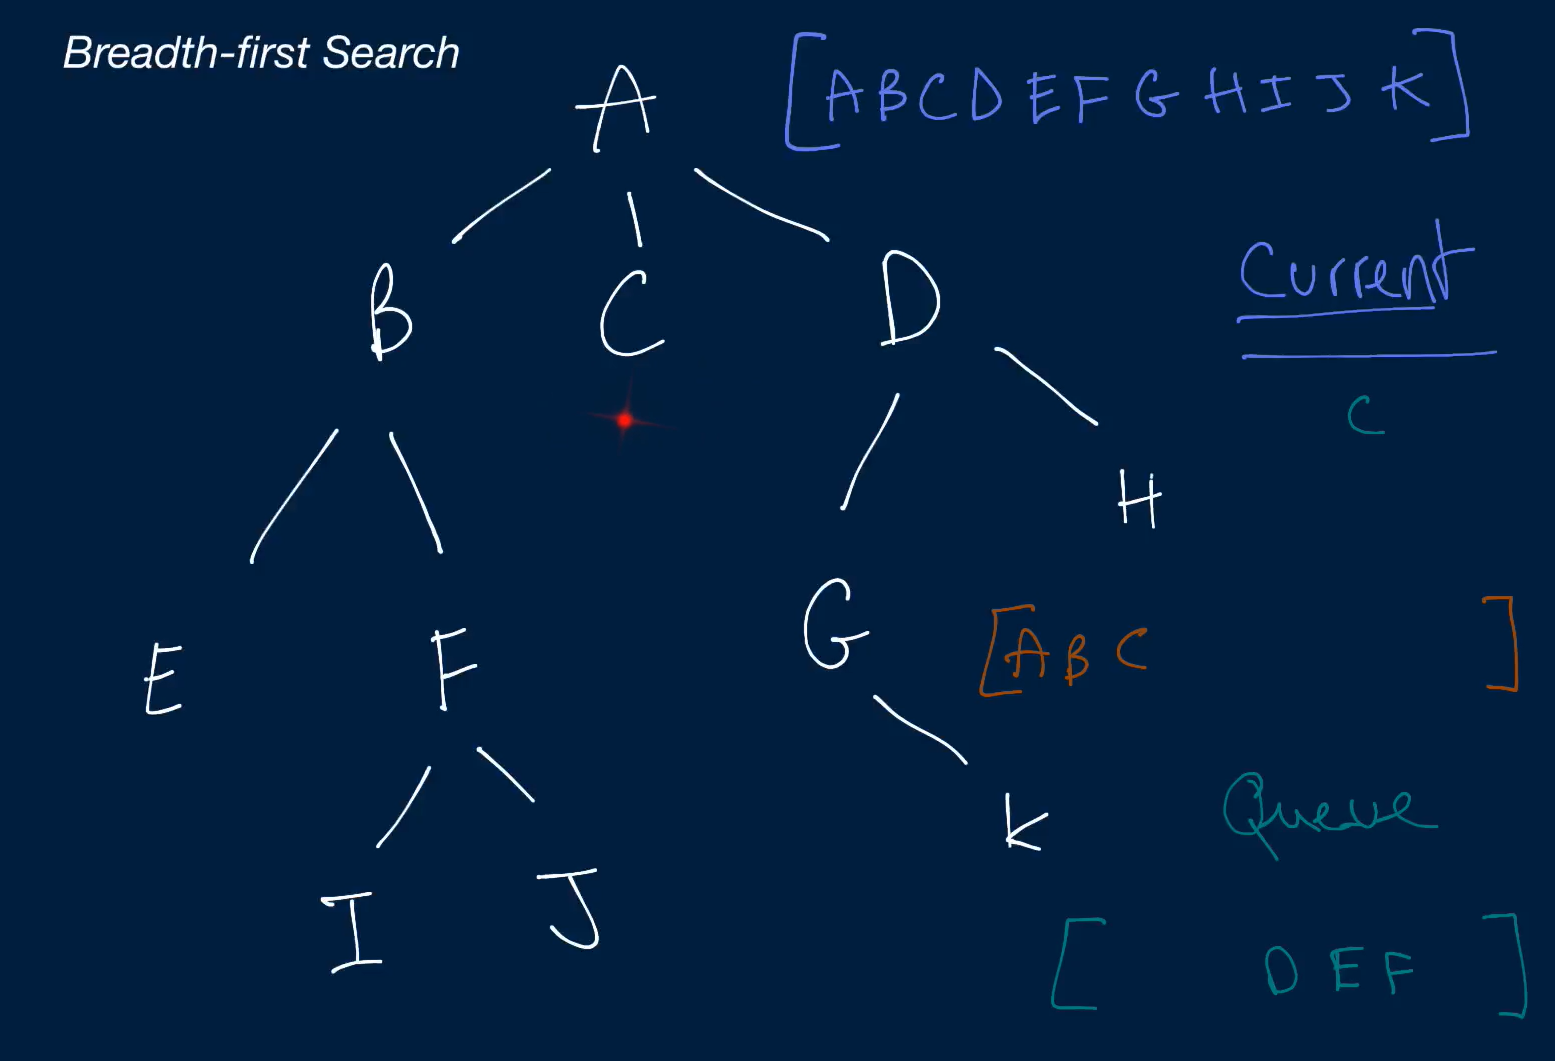 Breadth-first Search
A
[ A B C D E F G H I J K ]
B C D
Current
C
H
E F G
[ A B C ]
K
Queue
I J
[ D E F ]